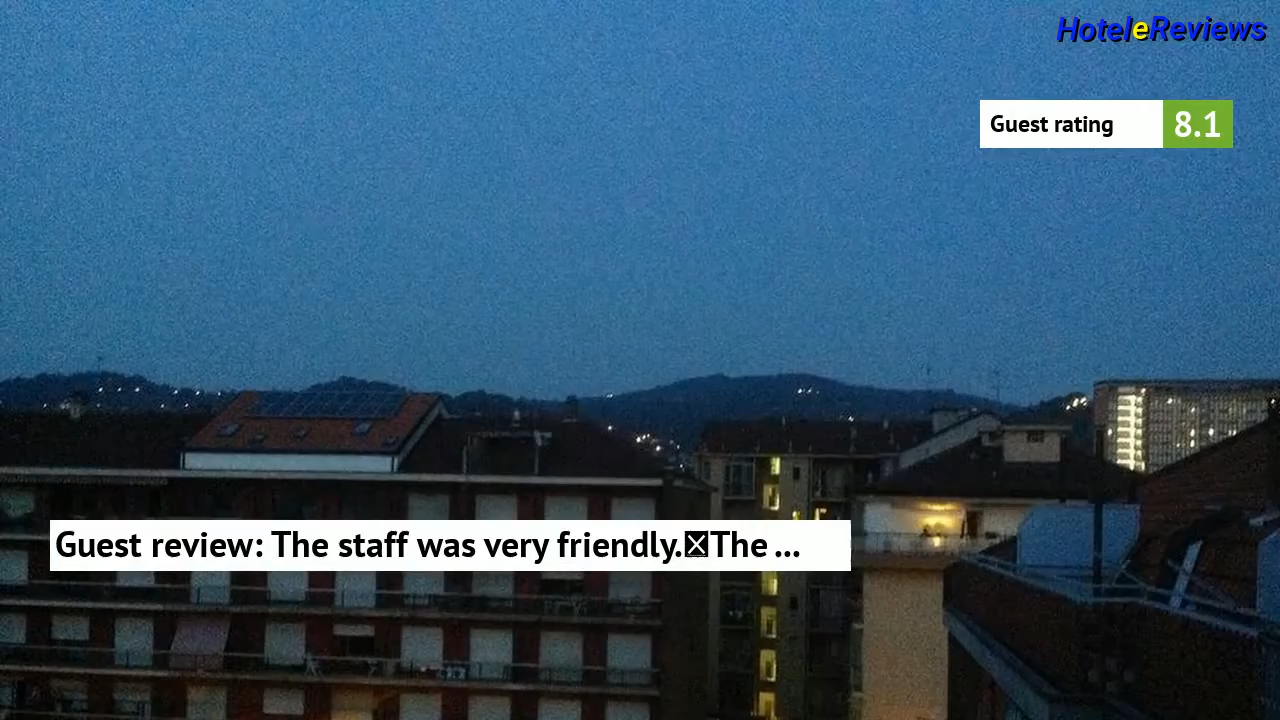 HoteleReviews
Guest rating 8.1
Guest review: The staff was very friendly.☒The ...